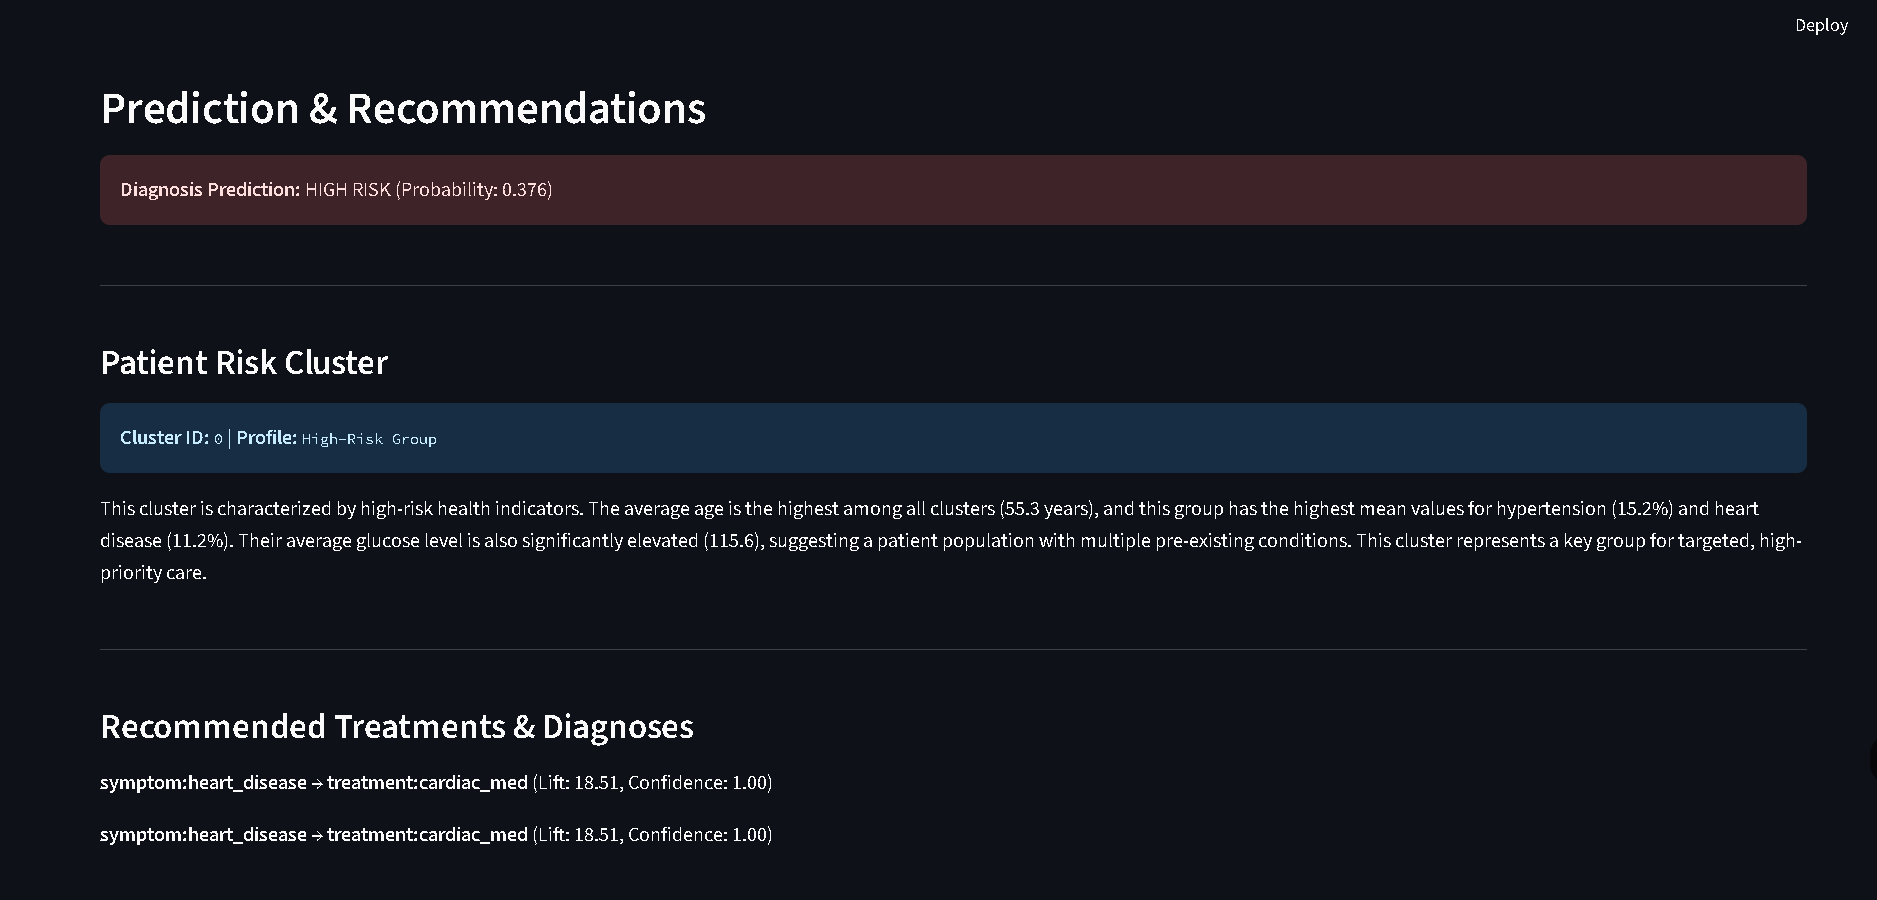 Deploy
Prediction & Recommendations
Diagnosis Prediction: HIGH RISK (Probability: 0.376)
Patient Risk Cluster
Cluster ID: 0 | Profile: High-Risk Group
This cluster is characterized by high-risk health indicators. The average age is the highest among all clusters (55.3 years), and this group has the highest mean values for hypertension (15.2%) and heart
disease (11.2%). Their average glucose level is also significantly elevated (115.6), suggesting a patient population with multiple pre-existing conditions. This cluster represents a key group for targeted, high-
priority care.
Recommended Treatments & Diagnoses
symptom:heart_disease → treatment:cardiac_med (Lift: 18.51, Confidence: 1.00)
symptom:heart_disease → treatment:cardiac_med (Lift: 18.51, Confidence: 1.00)